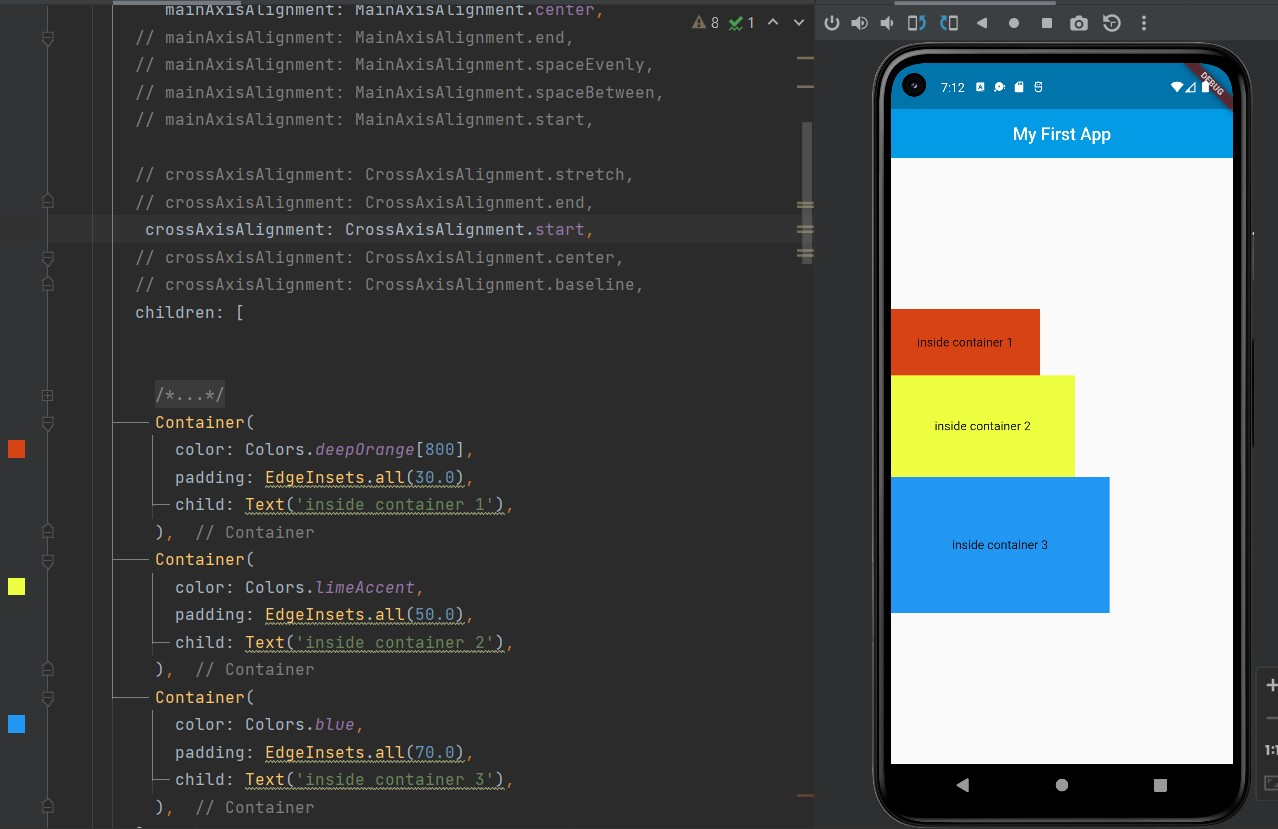 mainAxisAlignment: MainAxisAlignment.center,
// mainAxisAlignment: MainAxisAlignment.end,
// mainAxisAlignment: MainAxisAlignment.spaceEvenly,
// mainAxisAlignment: MainAxisAlignment.spaceBetween,
// mainAxisAlignment: MainAxisAlignment.start,
// crossAxisAlignment: CrossAxisAlignment.stretch,
// crossAxisAlignment: CrossAxisAlignment.end,
crossAxisAlignment: CrossAxisAlignment.start,
// crossAxisAlignment: CrossAxisAlignment.center,
// crossAxisAlignment: CrossAxisAlignment.baseline,
children: [
/*...*/
Container(
color: Colors.deepOrange[800],
padding: EdgeInsets.all(30.0),
child: Text('inside container 1'),
), // Container
Container(
color: Colors.limeAccent,
padding: EdgeInsets.all(50.0),
child: Text('inside container 2'),
), // Container
Container(
color: Colors.blue,
padding: EdgeInsets.all(70.0),
child: Text('inside container 3'),
), // Container
8 1
7:12
DEBUG
My First App
inside container 1
inside container 2
inside container 3
1:1